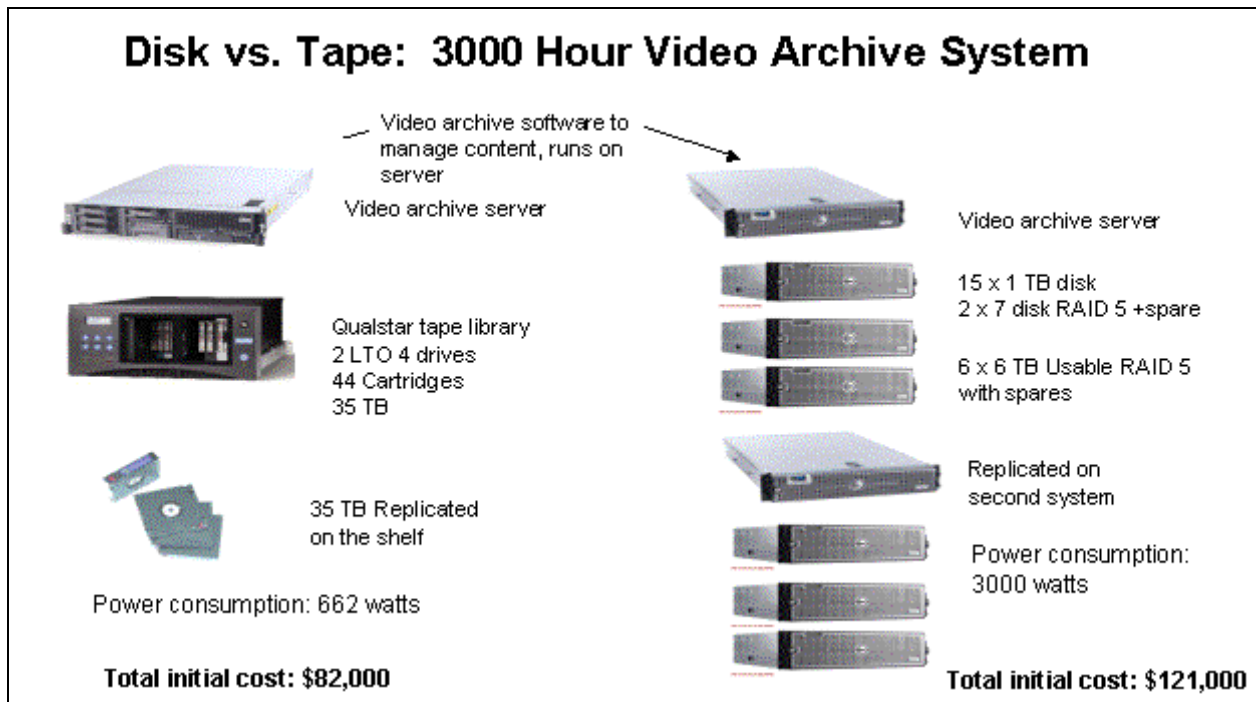 Disk vs. Tape: 3000 Hour Video Archive System
Video archive software to
manage content, runs on
server
Video archive server
Qualstar tape library
2 LTO 4 drives
44 Cartridges
35 TB
35 TB Replicated
on the shelf
Power consumption: 662 watts
Total initial cost: $82,000
Video archive server
15 x 1 TB disk
2 x 7 disk RAID 5 +spare
6 x 6 TB Usable RAID 5
with spares
Replicated on
second system
Power consumption:
3000 watts
Total initial cost: $121,000